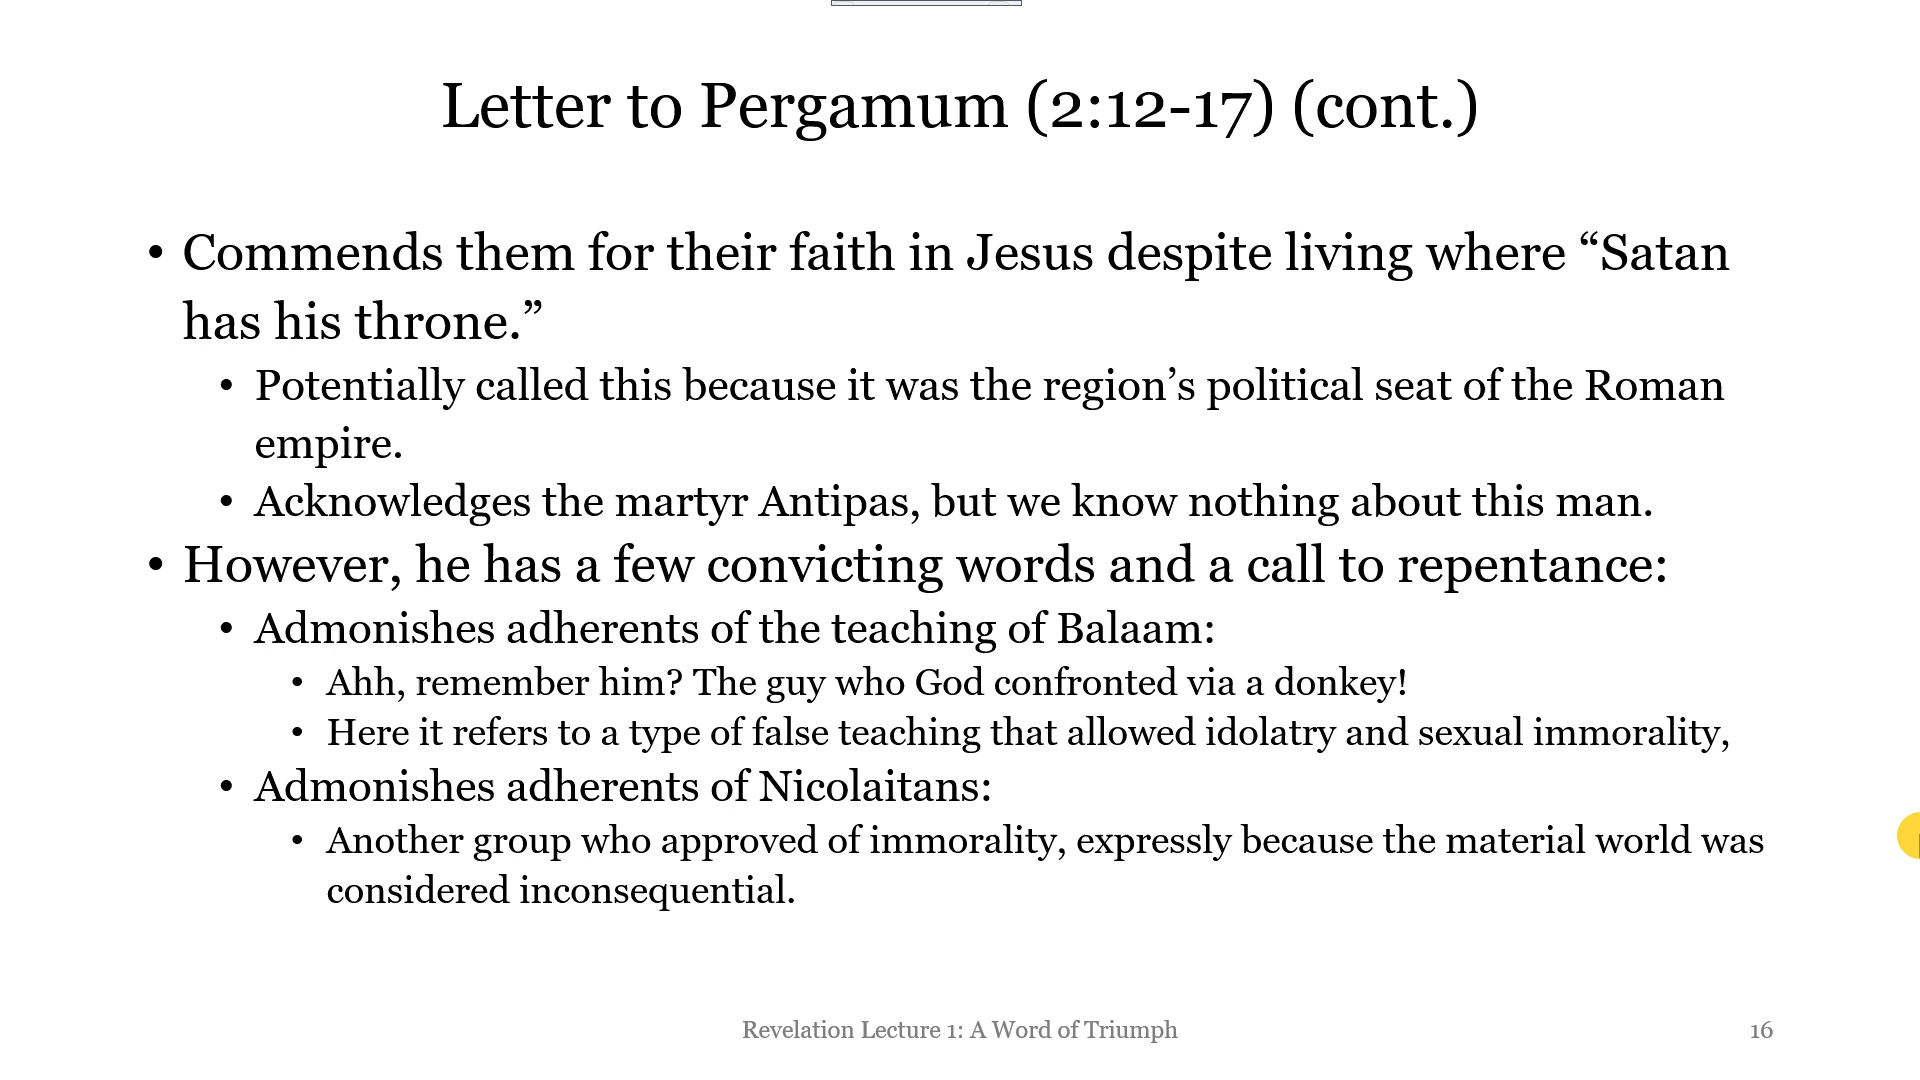 Letter to Pergamum (2:12-17) (cont.)
• Commends them for their faith in Jesus despite living where “Satan
has his throne.”
• Potentially called this because it was the region’s political seat of the Roman
empire.
• Acknowledges the martyr Antipas, but we know nothing about this man.
• However, he has a few convicting words and a call to repentance:
• Admonishes adherents of the teaching of Balaam:
• Ahh, remember him? The guy who God confronted via a donkey!
• Here it refers to a type of false teaching that allowed idolatry and sexual immorality,
• Admonishes adherents of Nicolaitans:
• Another group who approved of immorality, expressly because the material world was
considered inconsequential.
Revelation Lecture 1: A Word of Triumph
16